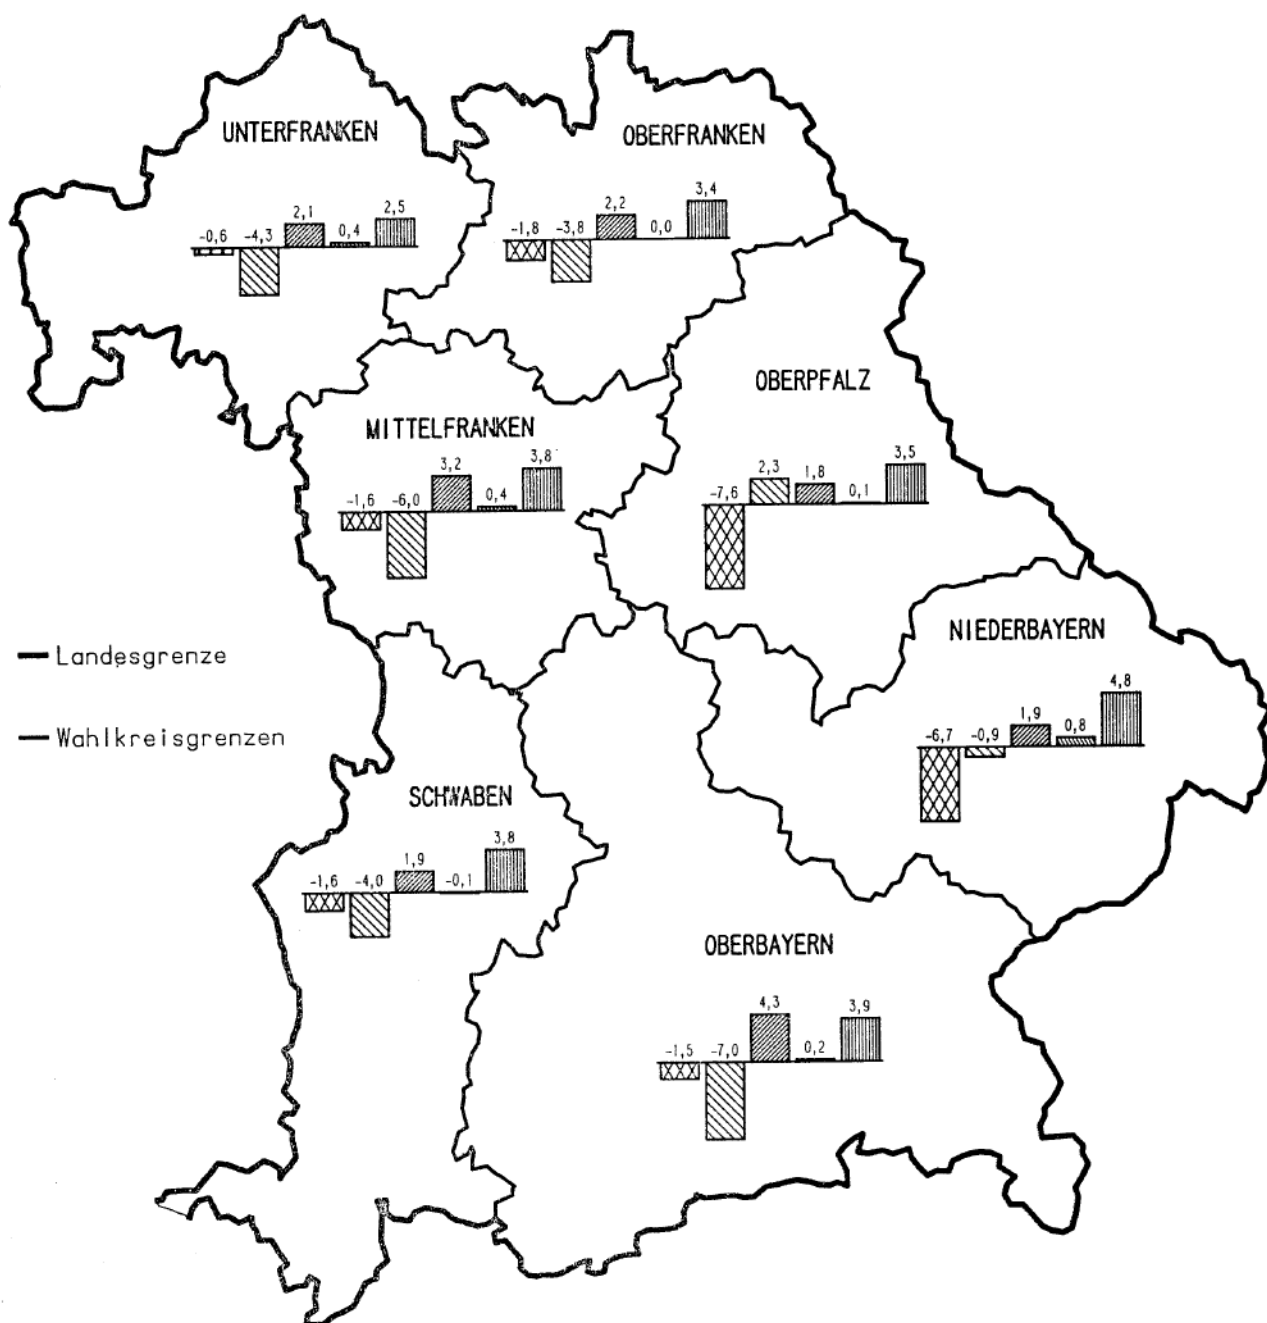 UNTERFRANKEN
-0,6 -4,3 2,1 0,4 2,5
OBERFRANKEN
-1,8 -3,8 2,2 0,0 3,4
OBERPFALZ
-7,6 2,3 1,8 0,1 3,5
MITTELFRANKEN
-1,6 -6,0 3,2 0,4 3,8
NIEDERBAYERN
-6,7 -0,9 1,9 0,8 4,8
Landesgrenze
Wahlkreisgrenzen
SCHWABEN
-1,6 -4,0 1,9 -0,1 3,8
OBERBAYERN
-1,5 -7,0 4,3 0,2 3,9